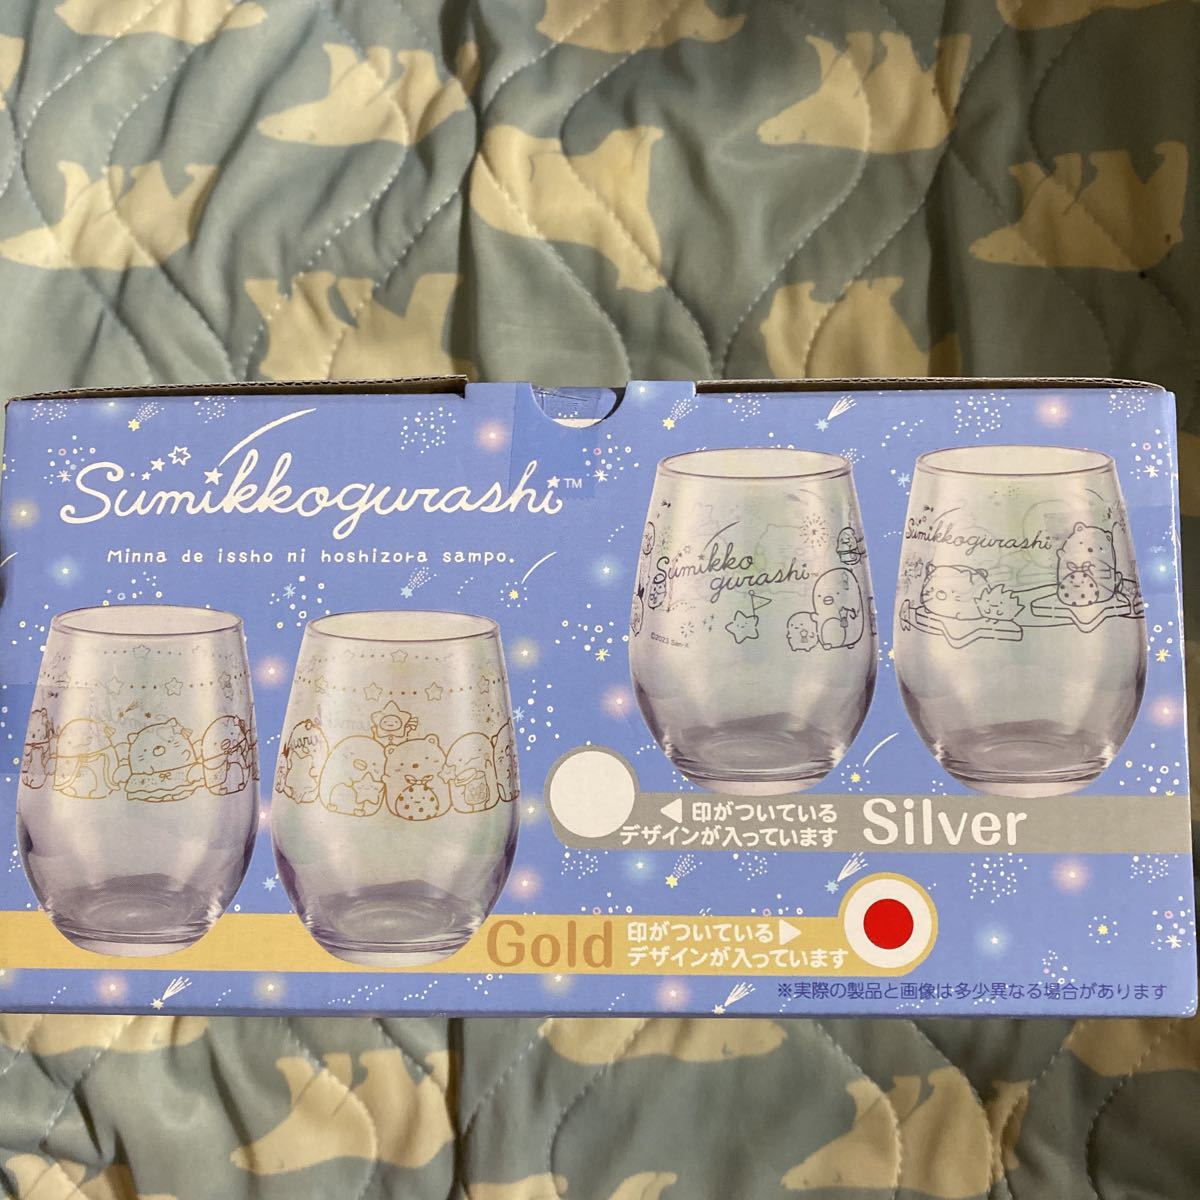 Sumikkogurashi™
Minna de issho ni hoshizora sampo.
Sumikko
gurashi™
Sumikkogurashi™
◀ 印がついている
デザインが入っています
Silver
Gold
印がついている ▶
デザインが入っています
※実際の製品と画像は多少異なる場合があります